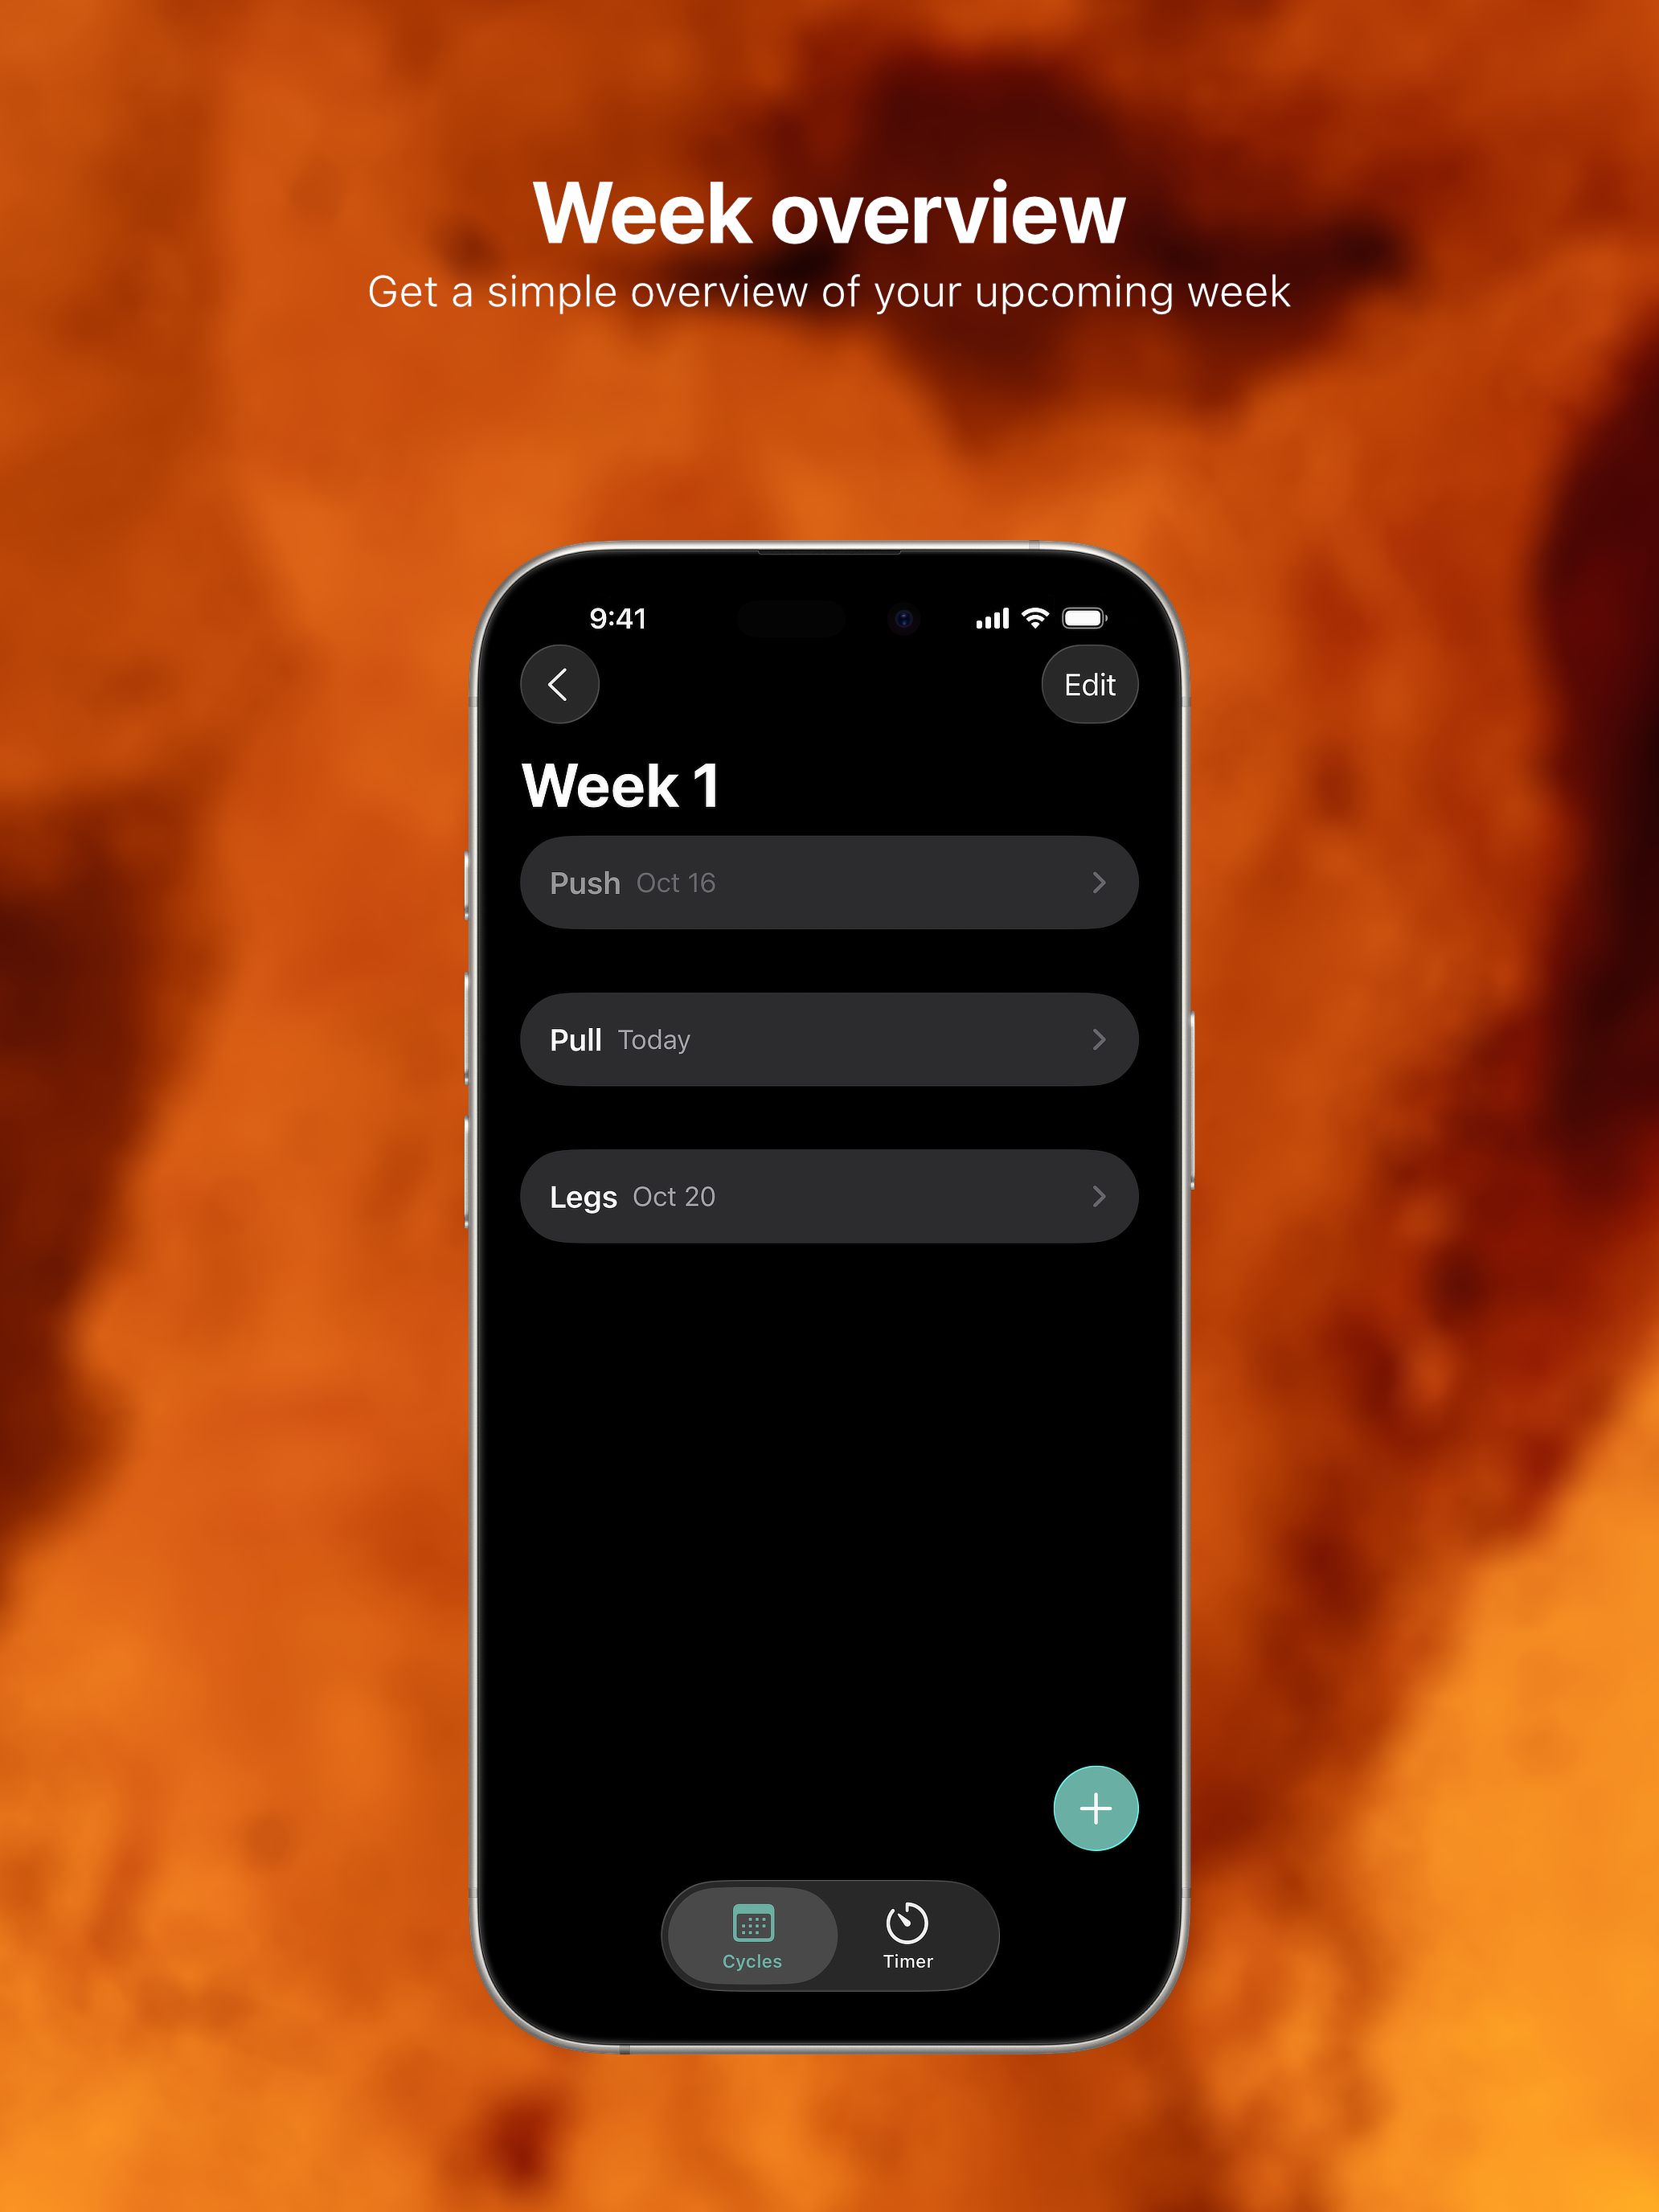 Week overview
Get a simple overview of your upcoming week
9:41
Edit
Week 1
Push Oct 16
Pull Today
Legs Oct 20
Cycles Timer